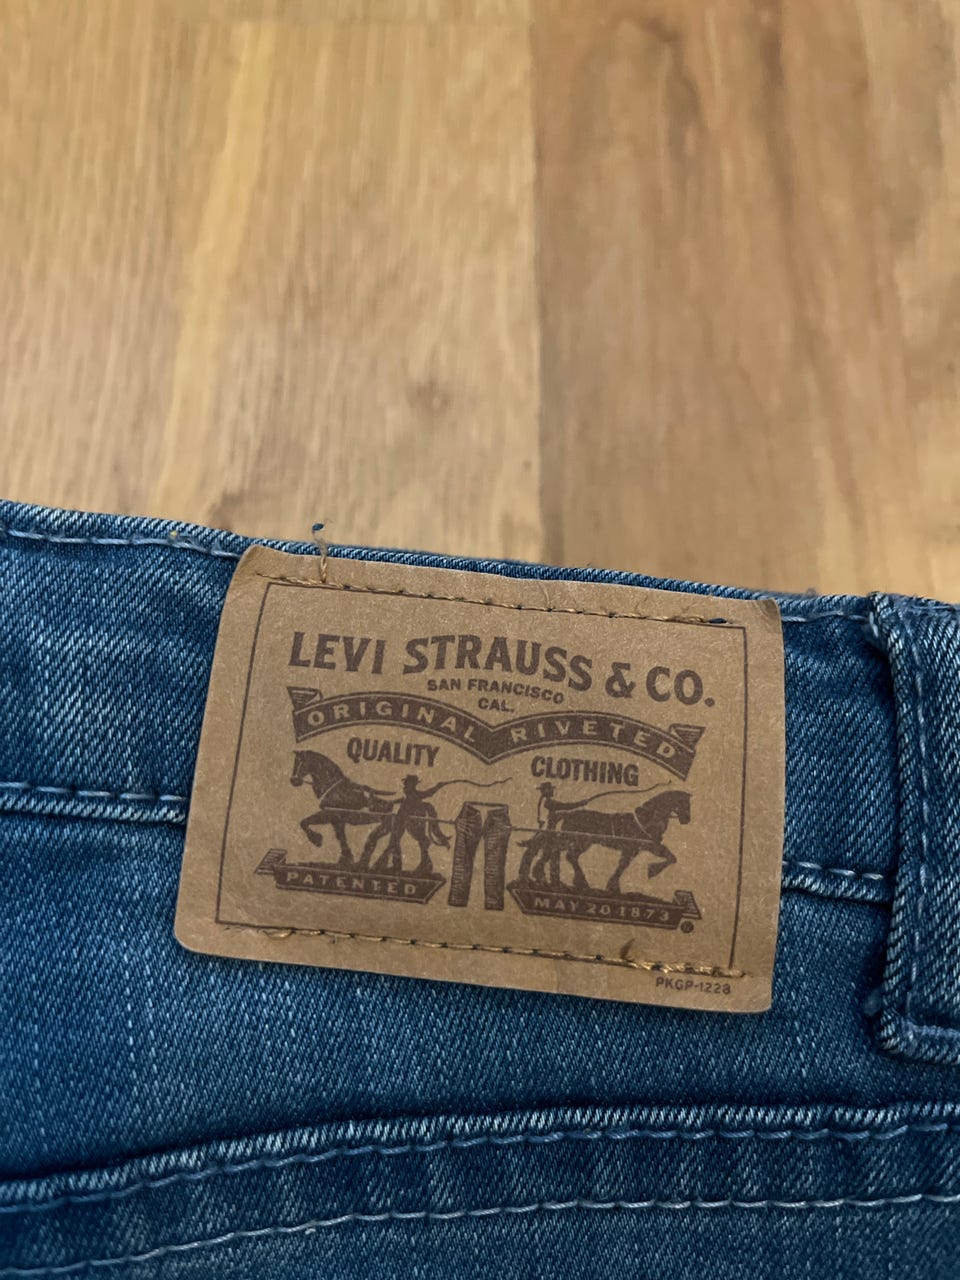 LEVI STRAUSS & CO.
SAN FRANCISCO
CAL.
ORIGINAL RIVETED
QUALITY CLOTHING
PATENTED
MAY 20 1873
®
PKGP-1228